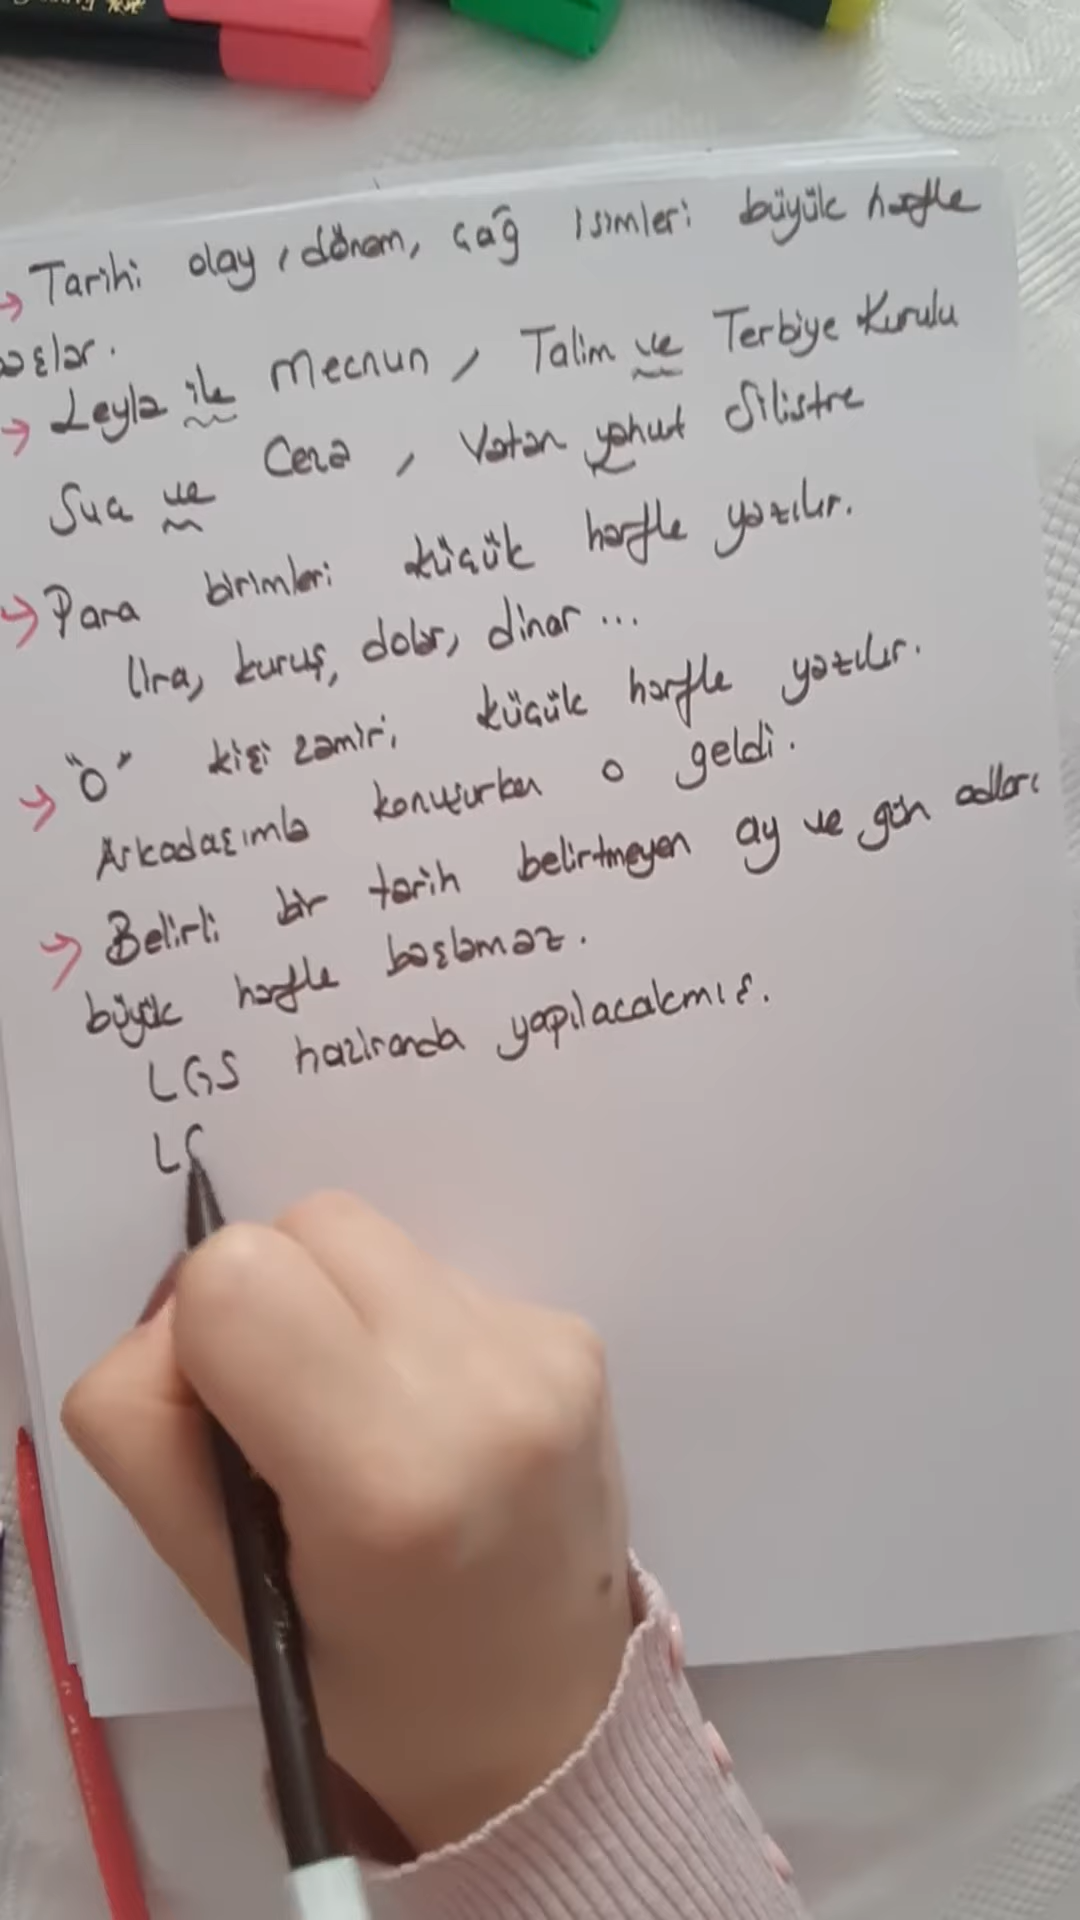 → Tarihi olay, dönem, çağ isimleri büyük harfle
başlar.
→ Leyla ile Mecnun, Talim ve Terbiye Kurulu
Suç ve Ceza, Vatan yahut Silistre
→ Para birimleri küçük harfle yazılır.
lira, kuruş, dolar, dinar...
→ "O" kişi zamiri küçük harfle yazılır.
Arkadaşımla konuşurken o geldi.
→ Belirli bir tarih belirtmeyen ay ve gün adları
büyük harfle başlamaz.
LGS haziranda yapılacakmış.
LG